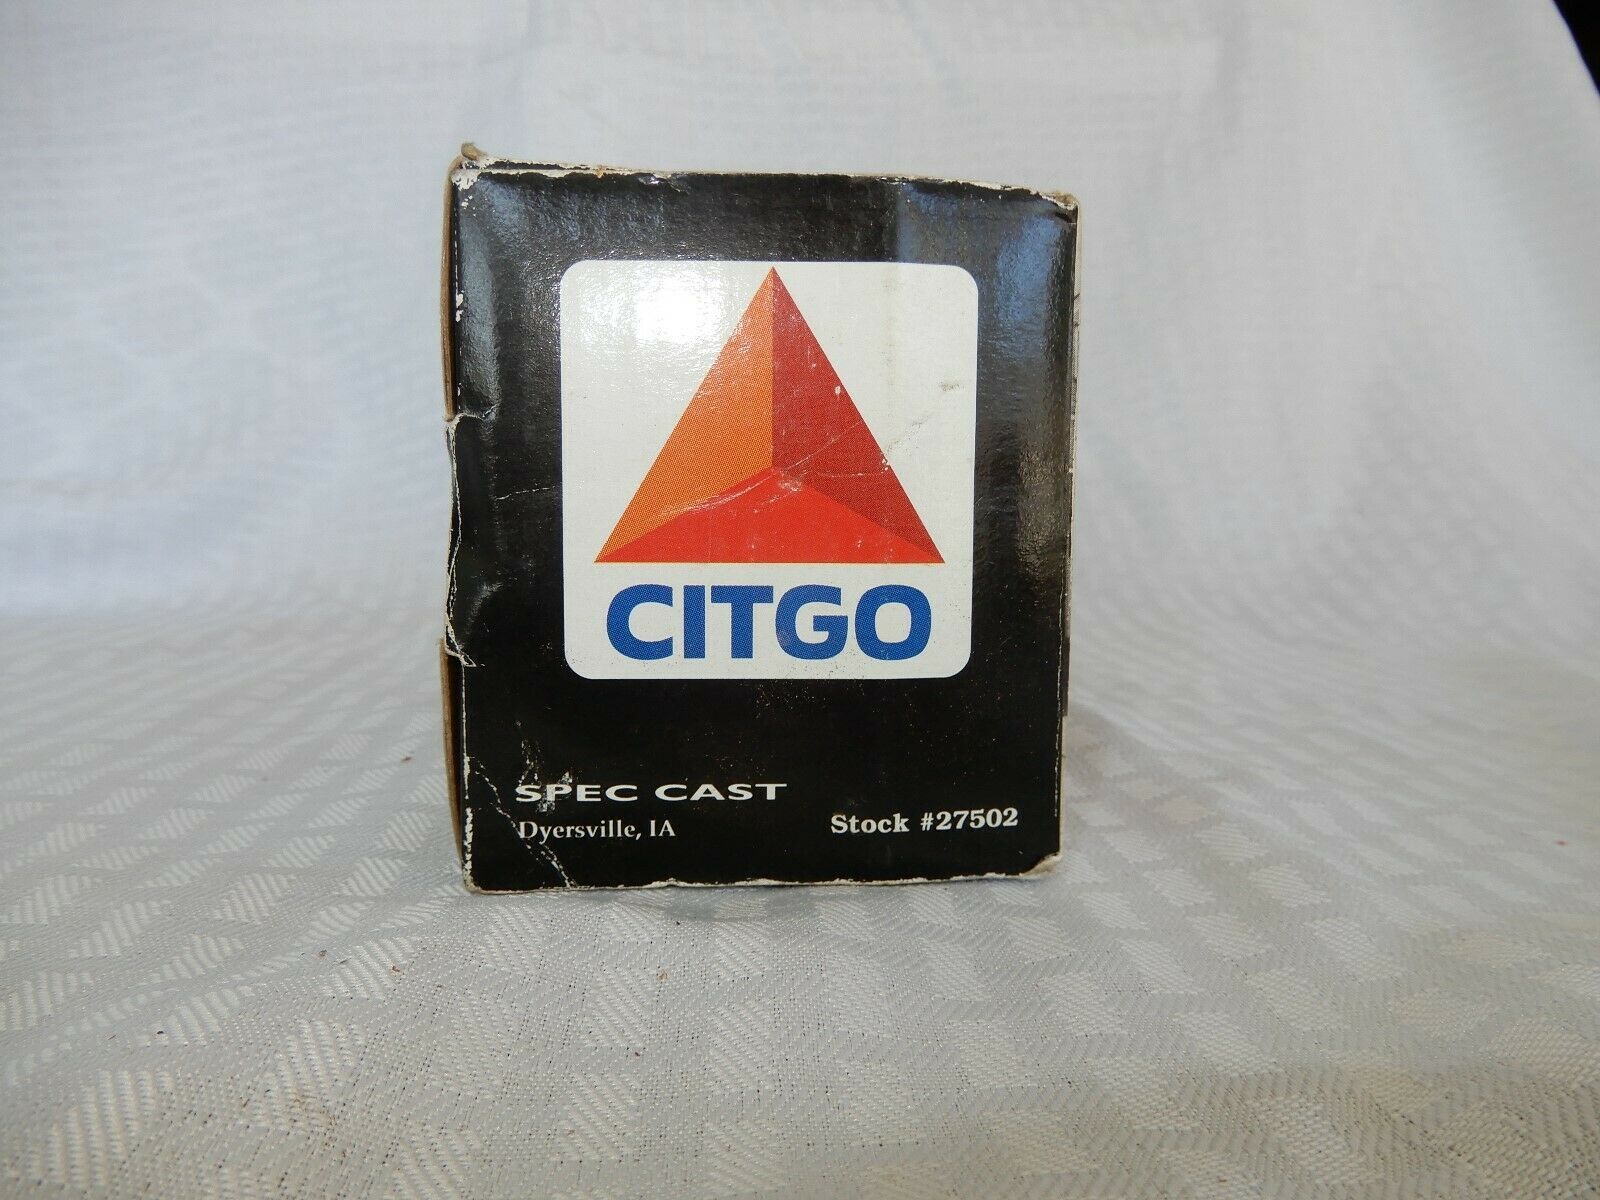 CITGO
SPEC CAST
Dyersville, IA
Stock #27502